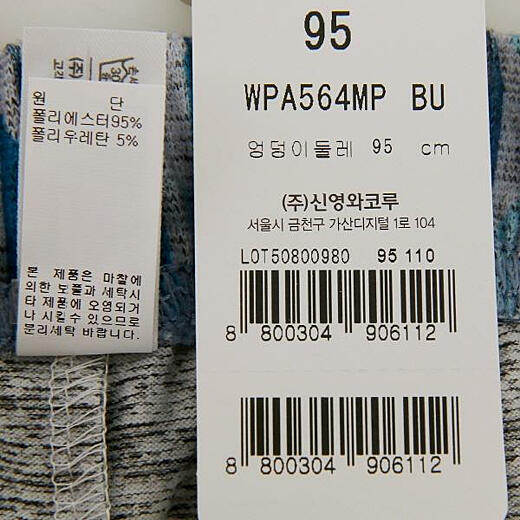 30
원 단
폴리에스터95%
폴리우레탄 5%
본 제품은 마찰에
의한 보풀과 세탁시
타 제품에 오염되거
나 시킬수 있으므로
분리세탁 바랍니다.
95
WPA564MP BU
엉덩이둘레 95 cm
(주)신영와코루
서울시 금천구 가산디지털 1로 104
LOT50800980 95 110
8 800304 906112
8 800304 906112